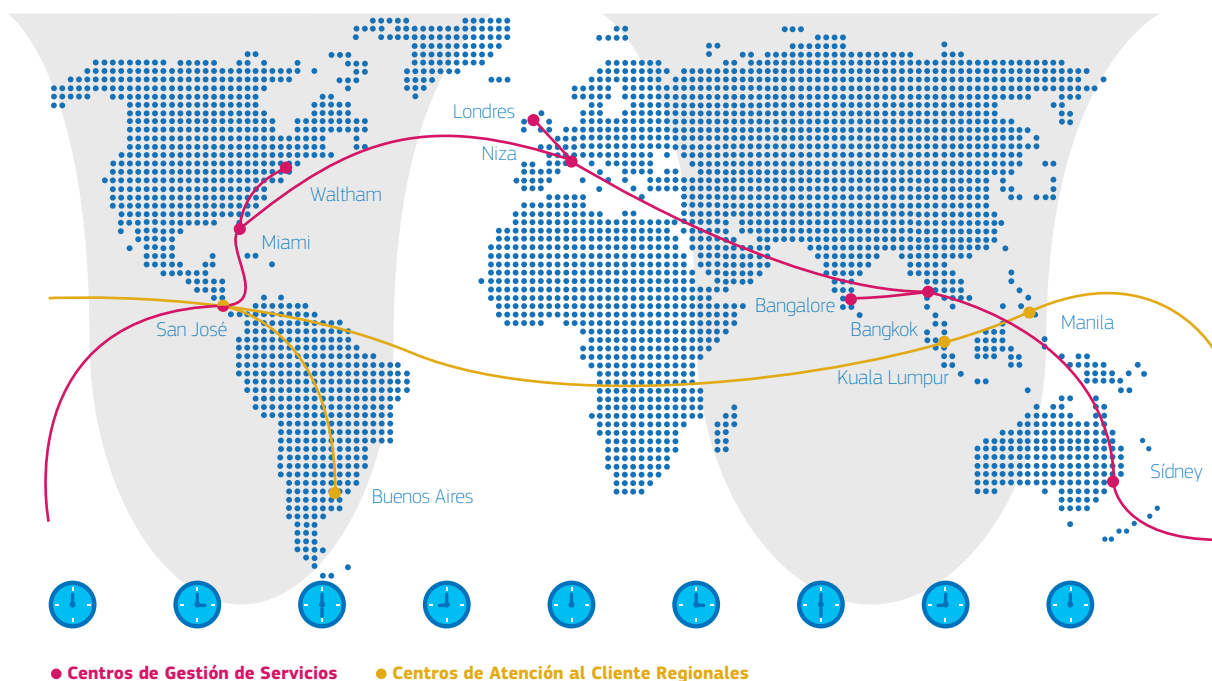 Londres
Niza
Waltham
Miami
San José
Bangalore
Bangkok
Manila
Kuala Lumpur
Sídney
Buenos Aires
Centros de Gestión de Servicios
Centros de Atención al Cliente Regionales